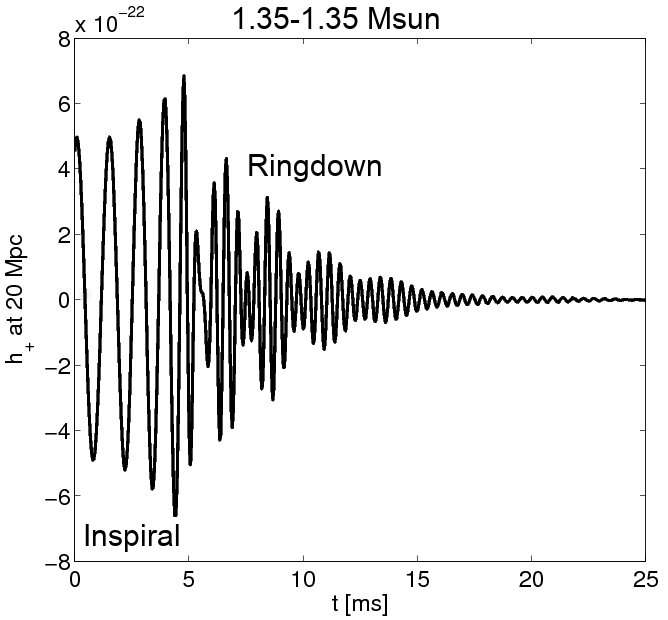 x 10⁻²²
1.35-1.35 Msun
8
6
4
2
0
−2
−4
−6
−8
h₊ at 20 Mpc
Ringdown
Inspiral
0 5 10 15 20 25
t [ms]